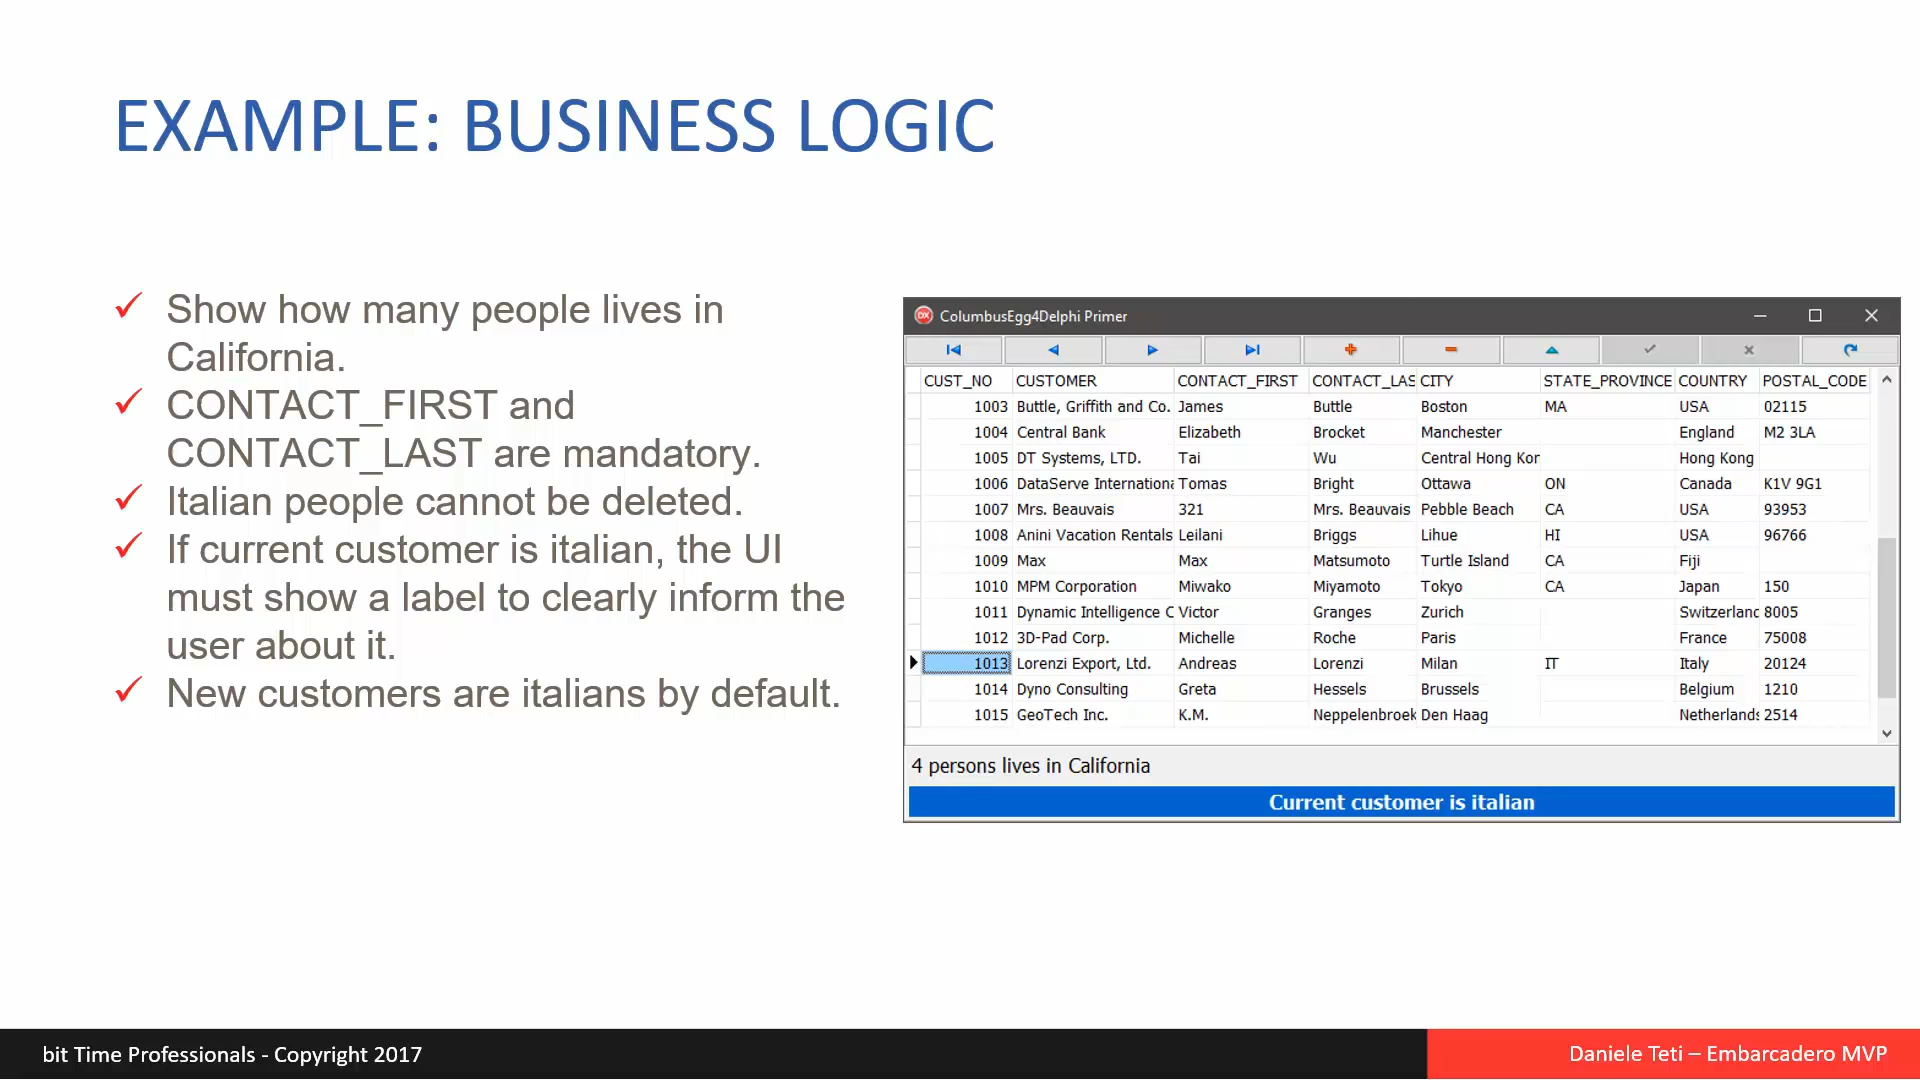 EXAMPLE: BUSINESS LOGIC
Show how many people lives in
California.
CONTACT_FIRST and
CONTACT_LAST are mandatory.
Italian people cannot be deleted.
If current customer is italian, the UI
must show a label to clearly inform the
user about it.
New customers are italians by default.
ColumbusEgg4Delphi Primer
CUST_NO CUSTOMER CONTACT_FIRST CONTACT_LAS CITY STATE_PROVINCE COUNTRY POSTAL_CODE
1003 Buttle, Griffith and Co. James Buttle Boston MA USA 02115
1004 Central Bank Elizabeth Brocket Manchester England M2 3LA
1005 DT Systems, LTD. Tai Wu Central Hong Kor Hong Kong
1006 DataServe Internationa Tomas Bright Ottawa ON Canada K1V 9G1
1007 Mrs. Beauvais 321 Mrs. Beauvais Pebble Beach CA USA 93953
1008 Anini Vacation Rentals Leilani Briggs Lihue HI USA 96766
1009 Max Max Matsumoto Turtle Island CA Fiji
1010 MPM Corporation Miwako Miyamoto Tokyo CA Japan 150
1011 Dynamic Intelligence C Victor Granges Zurich Switzerland 8005
1012 3D-Pad Corp. Michelle Roche Paris France 75008
1013 Lorenzi Export, Ltd. Andreas Lorenzi Milan IT Italy 20124
1014 Dyno Consulting Greta Hessels Brussels Belgium 1210
1015 GeoTech Inc. K.M. Neppelenbroek Den Haag Netherlands 2514
4 persons lives in California
Current customer is italian
bit Time Professionals - Copyright 2017
Daniele Teti – Embarcadero MVP